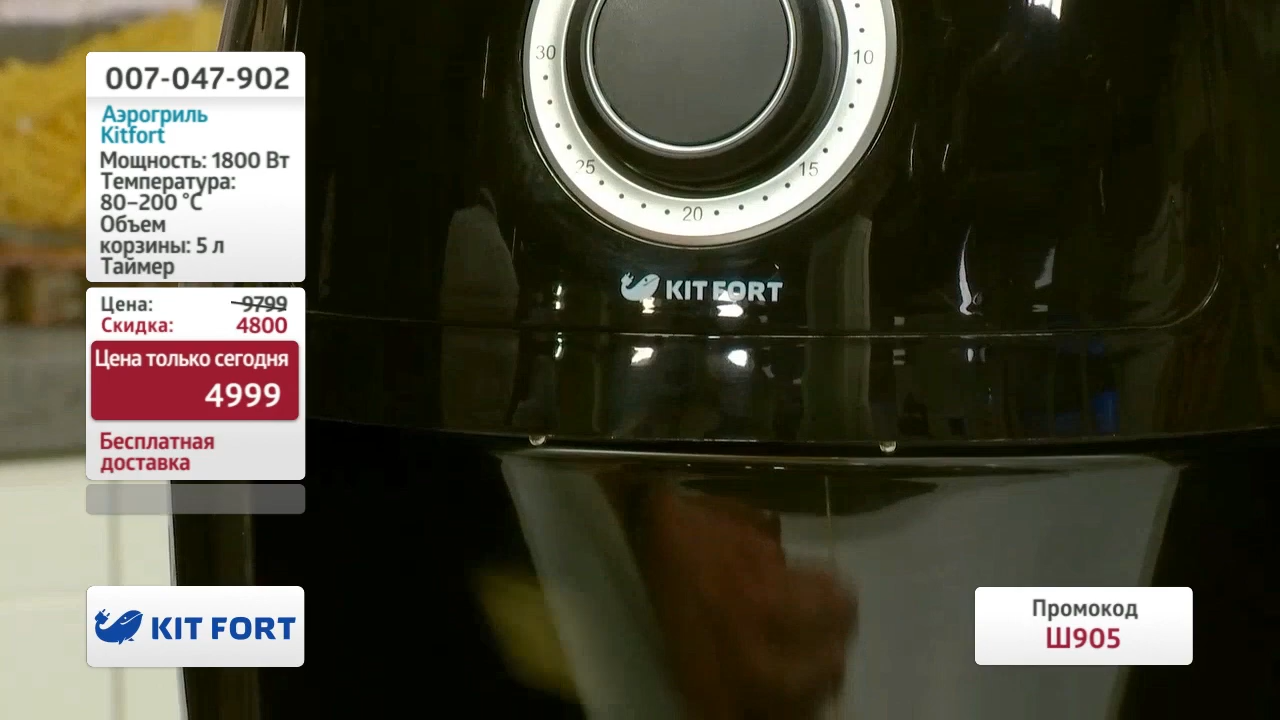 007-047-902
Аэрогриль
Kitfort
Мощность: 1800 Вт
Температура:
80–200 °C
Объем
корзины: 5 л
Таймер
Цена: 9799
Скидка: 4800
Цена только сегодня
4999
Бесплатная
доставка
KIT FORT
30
10
25
15
20
KIT FORT
Промокод
Ш905